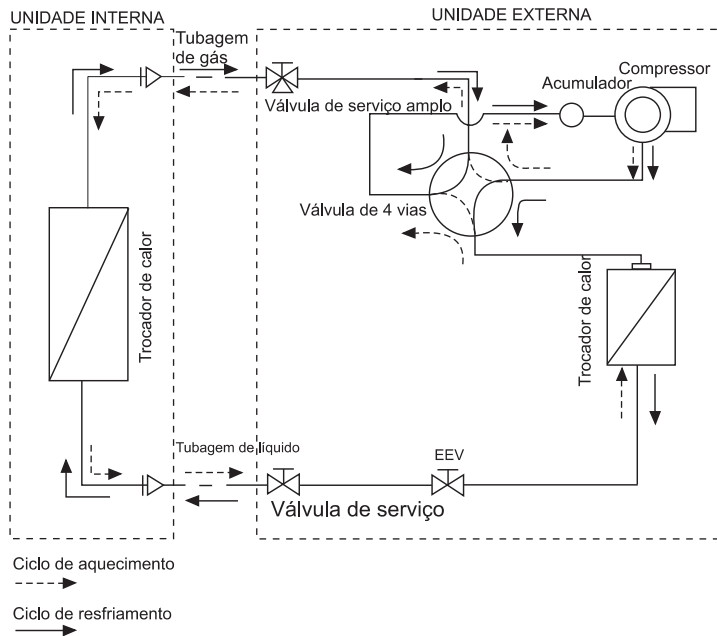 UNIDADE INTERNA
UNIDADE EXTERNA
Tubagem
de gás
Compressor
Acumulador
Válvula de serviço amplo
Válvula de 4 vias
Trocador de calor
Trocador de calor
Tubagem de líquido
EEV
Válvula de serviço
Ciclo de aquecimento
Ciclo de resfriamento